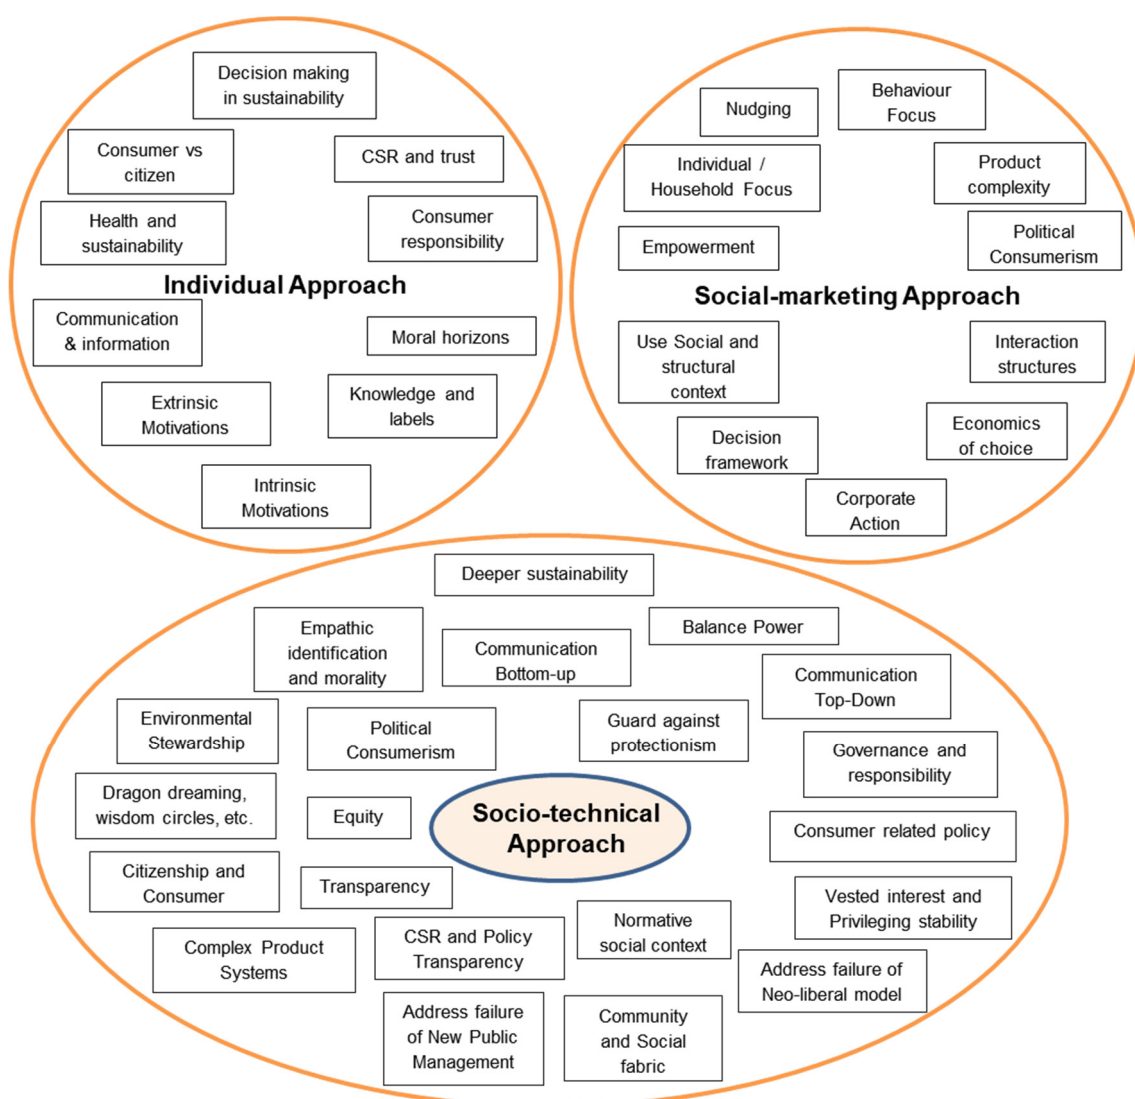 Decision making
in sustainability
Consumer vs
citizen
CSR and trust
Health and
sustainability
Consumer
responsibility
Individual Approach
Communication
& information
Moral horizons
Extrinsic
Motivations
Knowledge and
labels
Intrinsic
Motivations
Nudging
Behaviour
Focus
Individual /
Household Focus
Product
complexity
Empowerment
Political
Consumerism
Social-marketing Approach
Use Social and
structural
context
Interaction
structures
Decision
framework
Economics
of choice
Corporate
Action
Deeper sustainability
Empathic
identification
and morality
Communication
Bottom-up
Balance Power
Communication
Top-Down
Environmental
Stewardship
Political
Consumerism
Guard against
protectionism
Governance and
responsibility
Dragon dreaming,
wisdom circles, etc.
Equity
Socio-technical
Approach
Consumer related policy
Citizenship and
Consumer
Transparency
Vested interest and
Privileging stability
Complex Product
Systems
CSR and Policy
Transparency
Normative
social context
Address failure of
Neo-liberal model
Address failure
of New Public
Management
Community
and Social
fabric